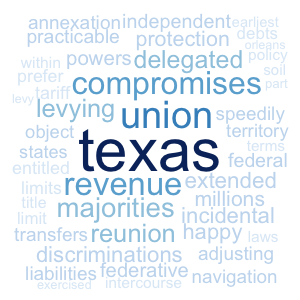 annexation independent earliest
practicable protection debts
orleans
within powers delegated policy
prefer compromises soil
tariff part
levy levying union speedily
object territory
states texas terms
entitled federal
limits revenue extended
title majorities millions
limit incidental
transfers reunion happy laws
discriminations adjusting
liabilities federative navigation
exercised intercourse